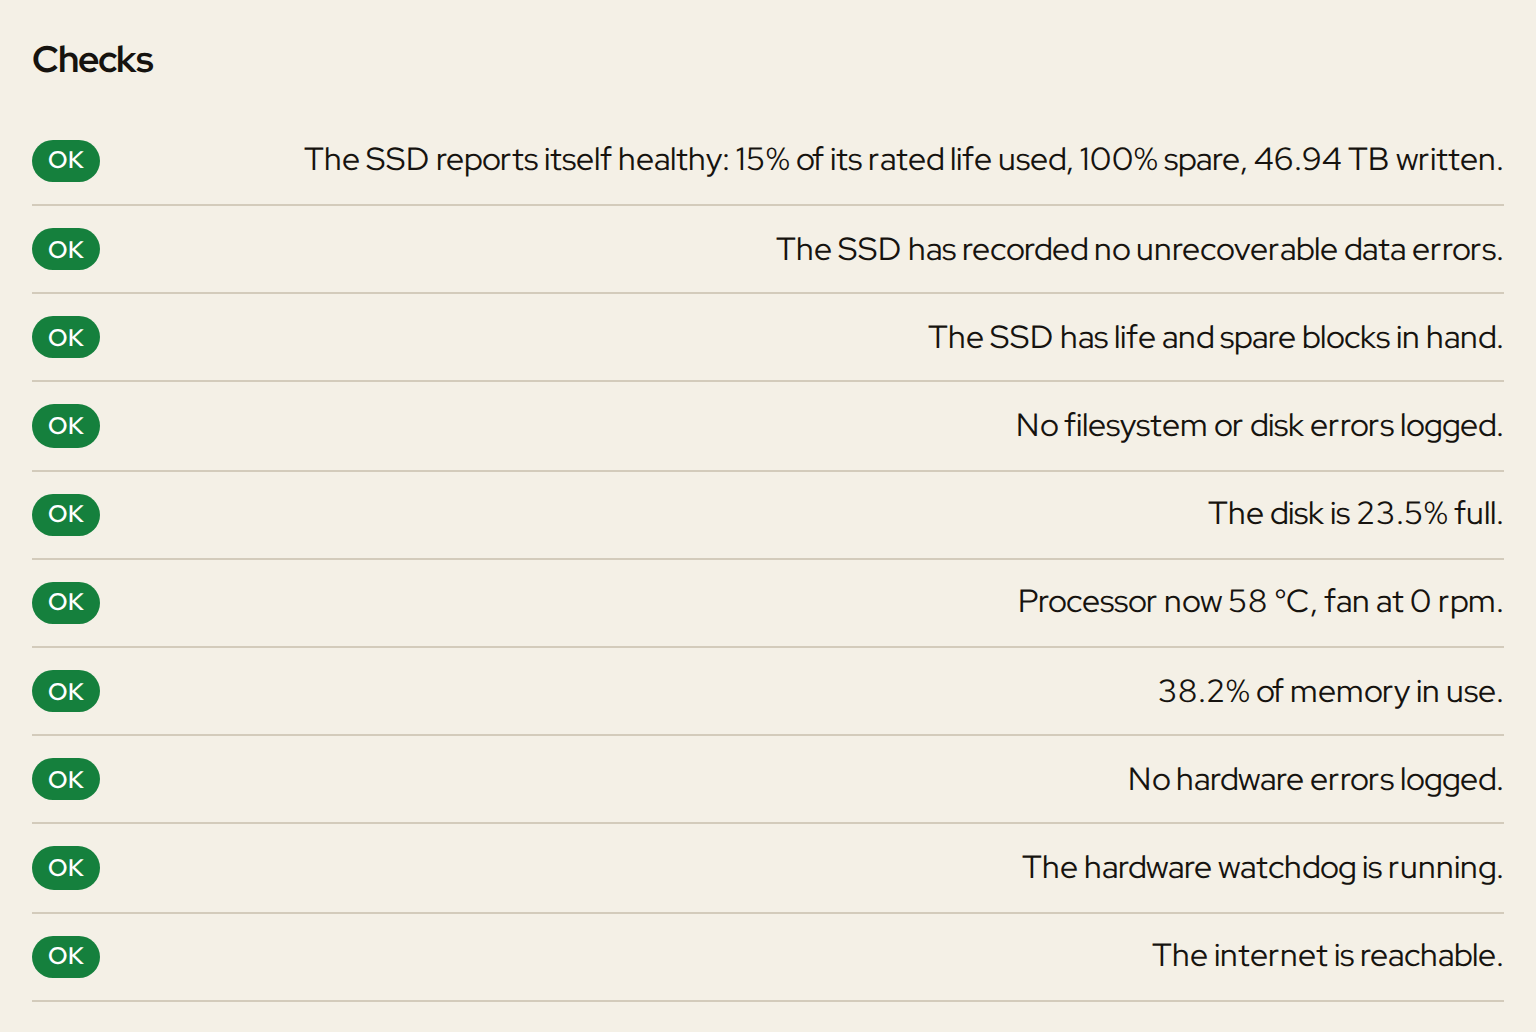 Checks
OK The SSD reports itself healthy: 15% of its rated life used, 100% spare, 46.94 TB written.
OK The SSD has recorded no unrecoverable data errors.
OK The SSD has life and spare blocks in hand.
OK No filesystem or disk errors logged.
OK The disk is 23.5% full.
OK Processor now 58 °C, fan at 0 rpm.
OK 38.2% of memory in use.
OK No hardware errors logged.
OK The hardware watchdog is running.
OK The internet is reachable.